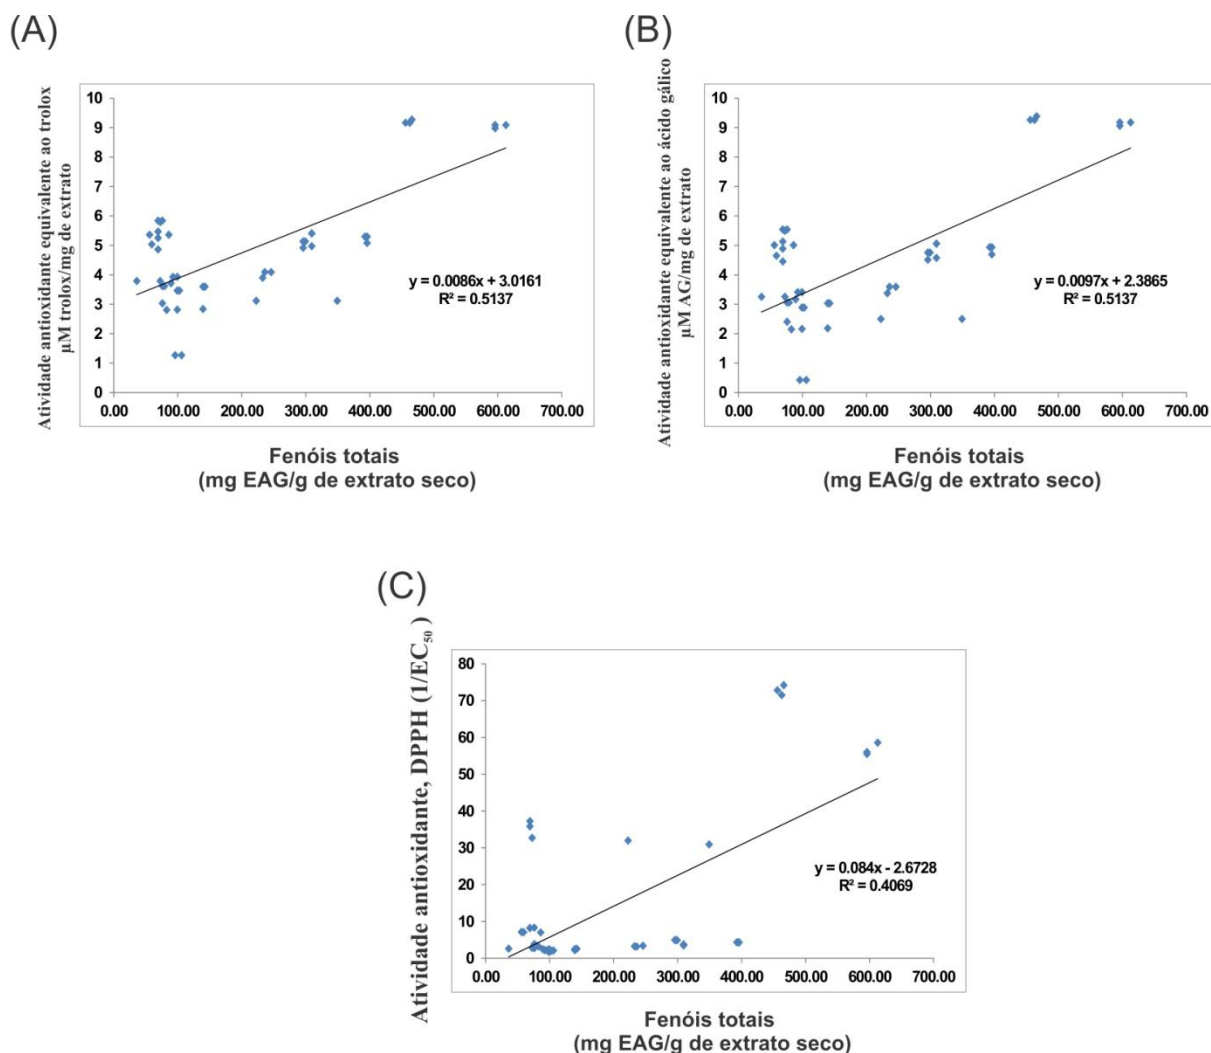 (A)
Atividade antioxidante equivalente ao trolox
µM trolox/mg de extrato
10
9
8
7
6
5
4
3
2
1
0
y = 0.0086x + 3.0161
R² = 0.5137
0.00 100.00 200.00 300.00 400.00 500.00 600.00 700.00
Fenóis totais
(mg EAG/g de extrato seco)
(B)
Atividade antioxidante equivalente ao ácido gálico
µM AG/mg de extrato
10
9
8
7
6
5
4
3
2
1
0
y = 0.0097x + 2.3865
R² = 0.5137
0.00 100.00 200.00 300.00 400.00 500.00 600.00 700.00
Fenóis totais
(mg EAG/g de extrato seco)
(C)
Atividade antioxidante, DPPH (1/EC₅₀ )
80
70
60
50
40
30
20
10
0
y = 0.084x - 2.6728
R² = 0.4069
0.00 100.00 200.00 300.00 400.00 500.00 600.00 700.00
Fenóis totais
(mg EAG/g de extrato seco)